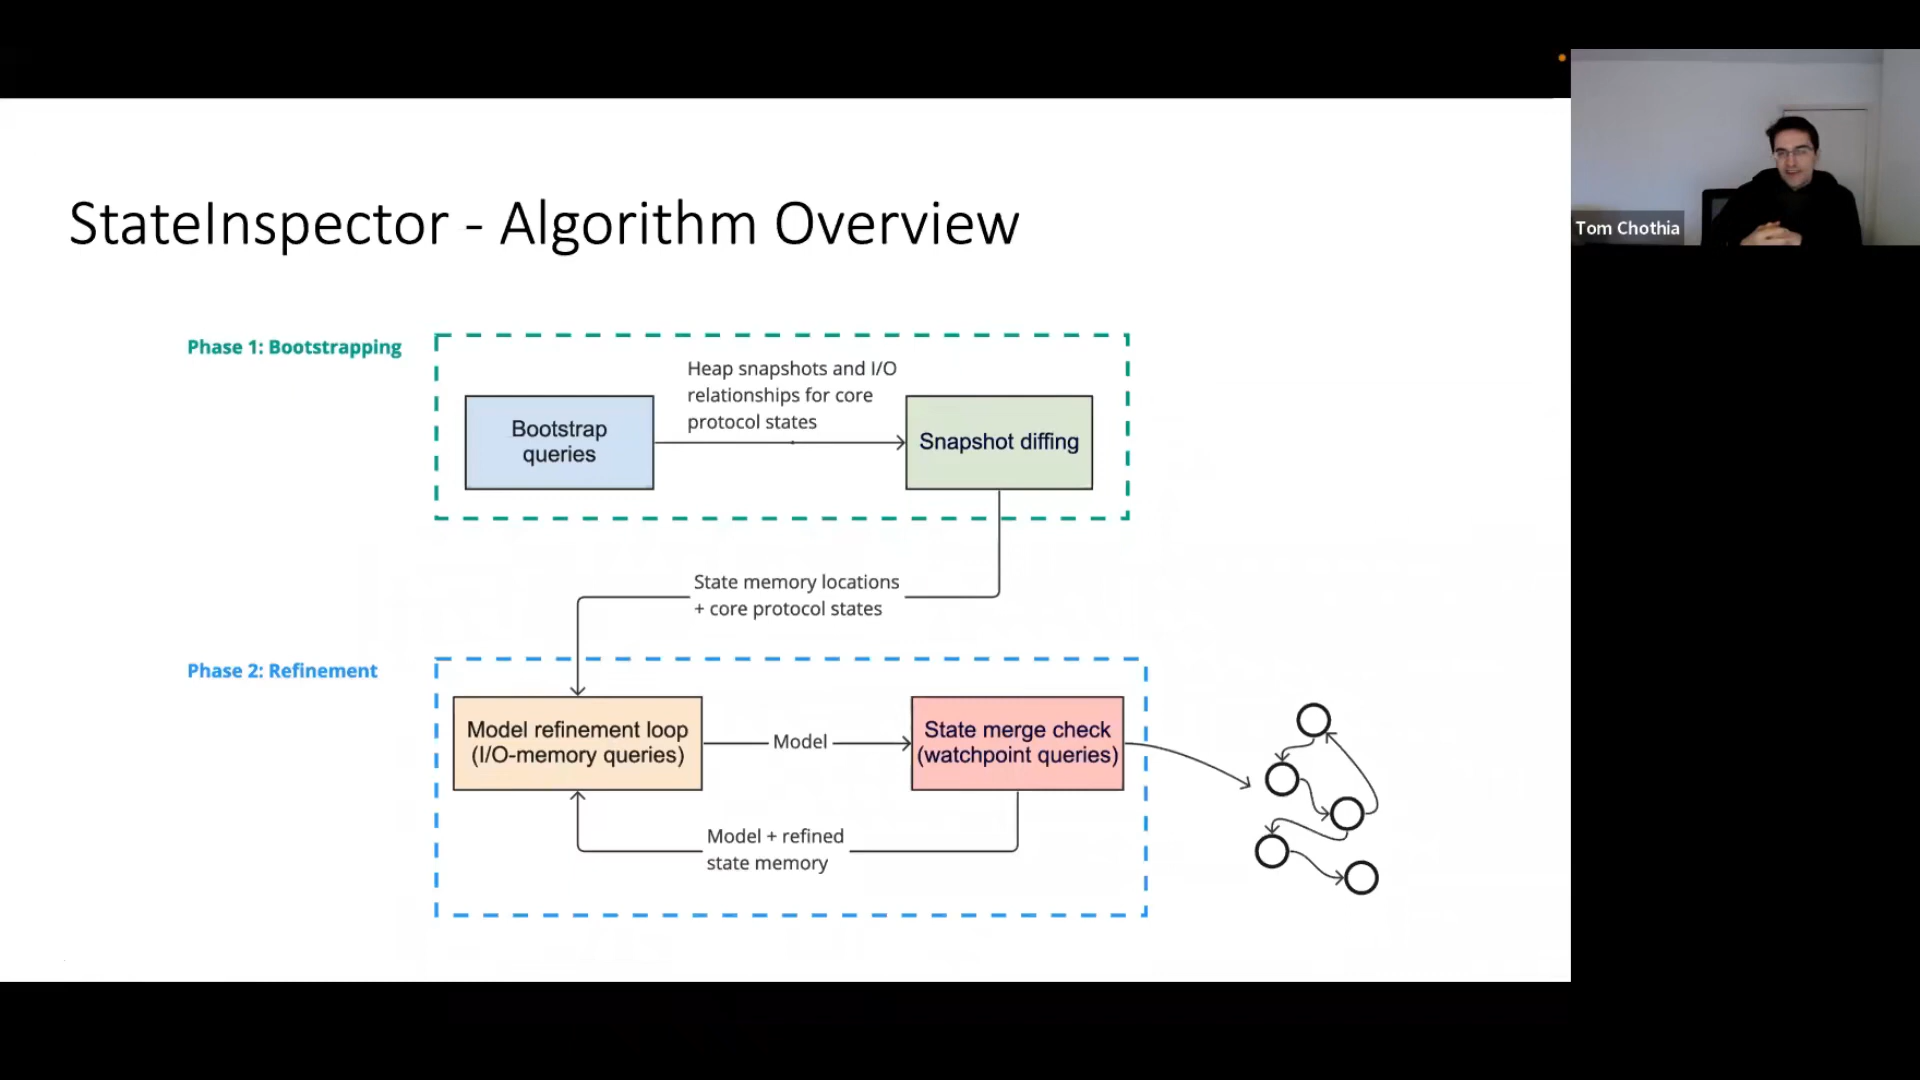 Tom Chothia
StateInspector - Algorithm Overview
Phase 1: Bootstrapping
Heap snapshots and I/O
relationships for core
protocol states
Bootstrap
queries
Snapshot diffing
State memory locations
+ core protocol states
Phase 2: Refinement
Model refinement loop
(I/O-memory queries)
Model
State merge check
(watchpoint queries)
Model + refined
state memory